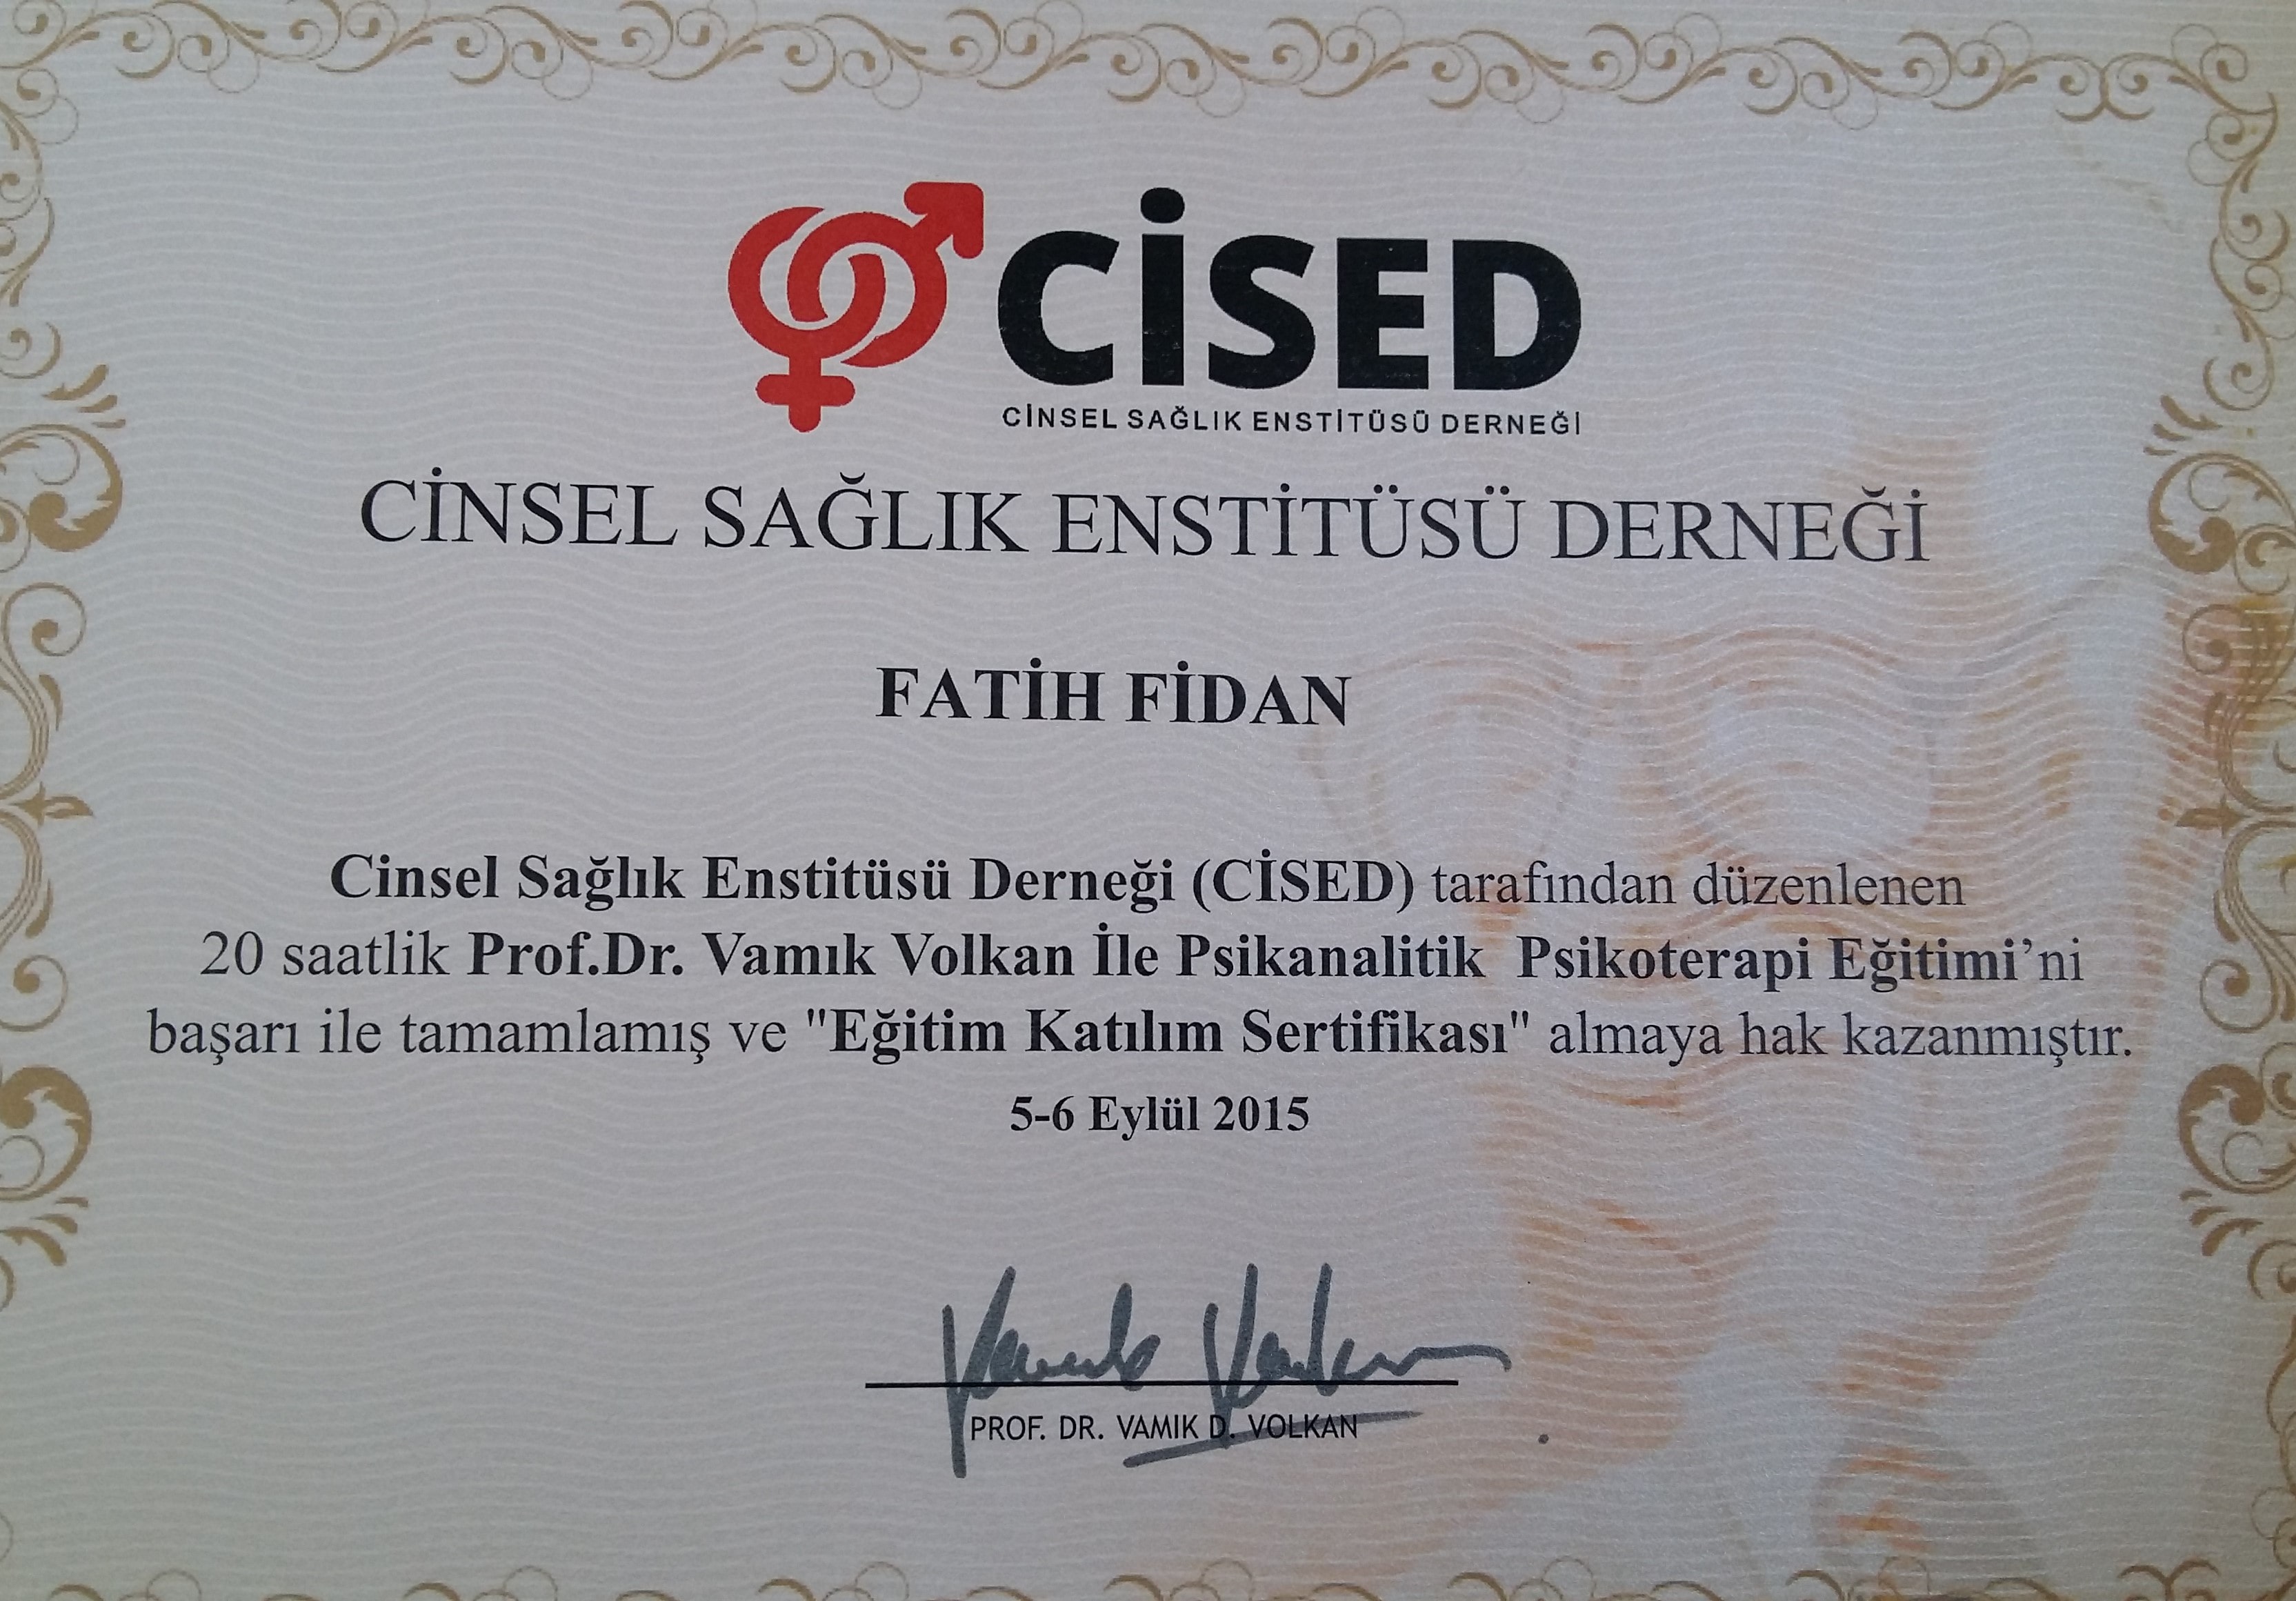 CİSED
CİNSEL SAĞLIK ENSTİTÜSÜ DERNEĞİ
CİNSEL SAĞLIK ENSTİTÜSÜ DERNEĞİ
FATİH FİDAN
Cinsel Sağlık Enstitüsü Derneği (CİSED) tarafından düzenlenen
20 saatlik Prof.Dr. Vamık Volkan İle Psikanalitik Psikoterapi Eğitimi’ni
başarı ile tamamlamış ve "Eğitim Katılım Sertifikası" almaya hak kazanmıştır.
5-6 Eylül 2015
Vamık Volkan
PROF. DR. VAMIK D. VOLKAN